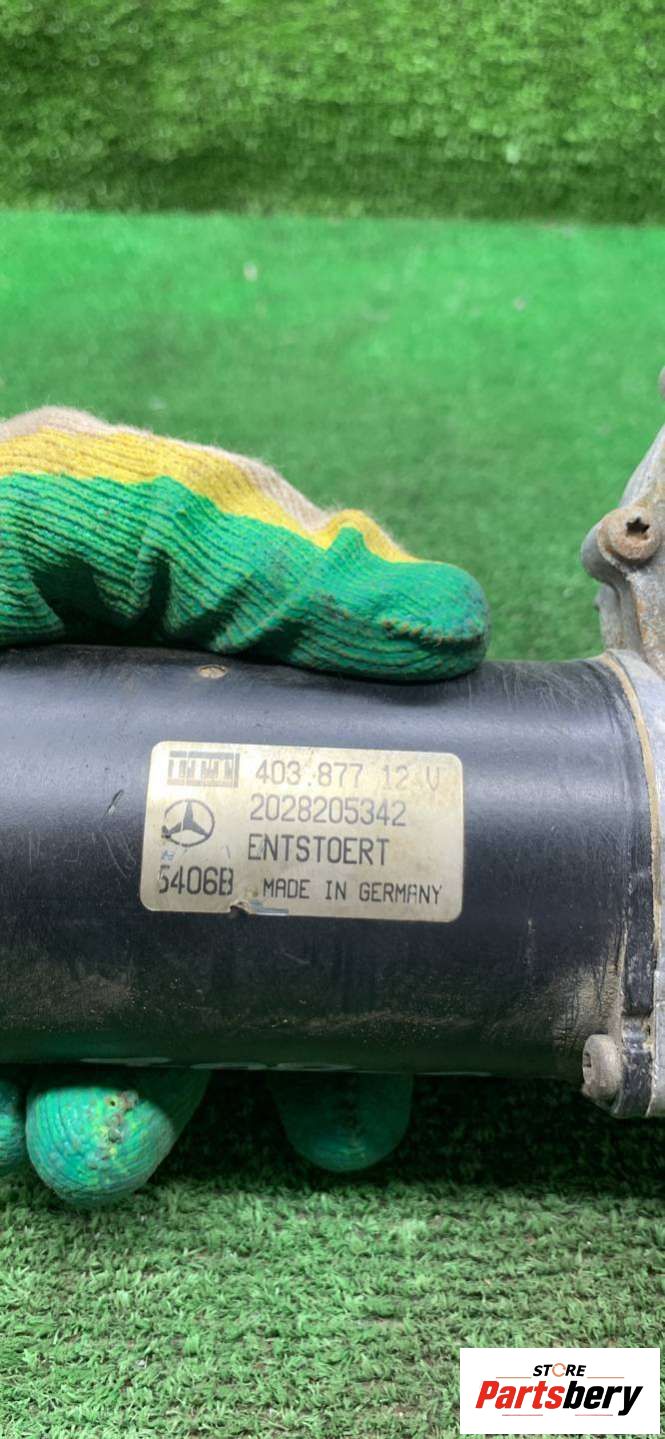 403.877 12 V
2028205342
ENTSTOERT
5406B MADE IN GERMANY
STORE
Partsbery